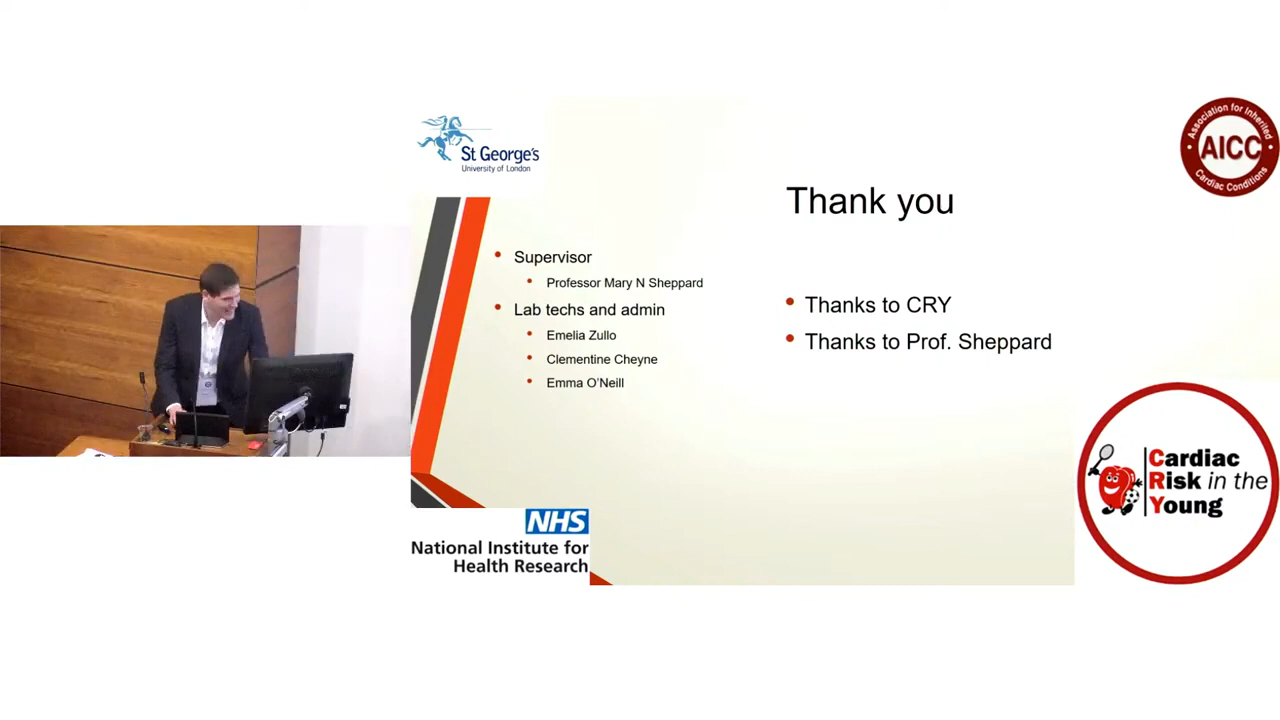 St George's
University of London
Thank you
Association for Inherited
AICC
Cardiac Conditions
• Supervisor
• Professor Mary N Sheppard
• Lab techs and admin
• Emelia Zullo
• Clementine Cheyne
• Emma O'Neill
• Thanks to CRY
• Thanks to Prof. Sheppard
NHS
National Institute for
Health Research
Cardiac
Risk in the
Young